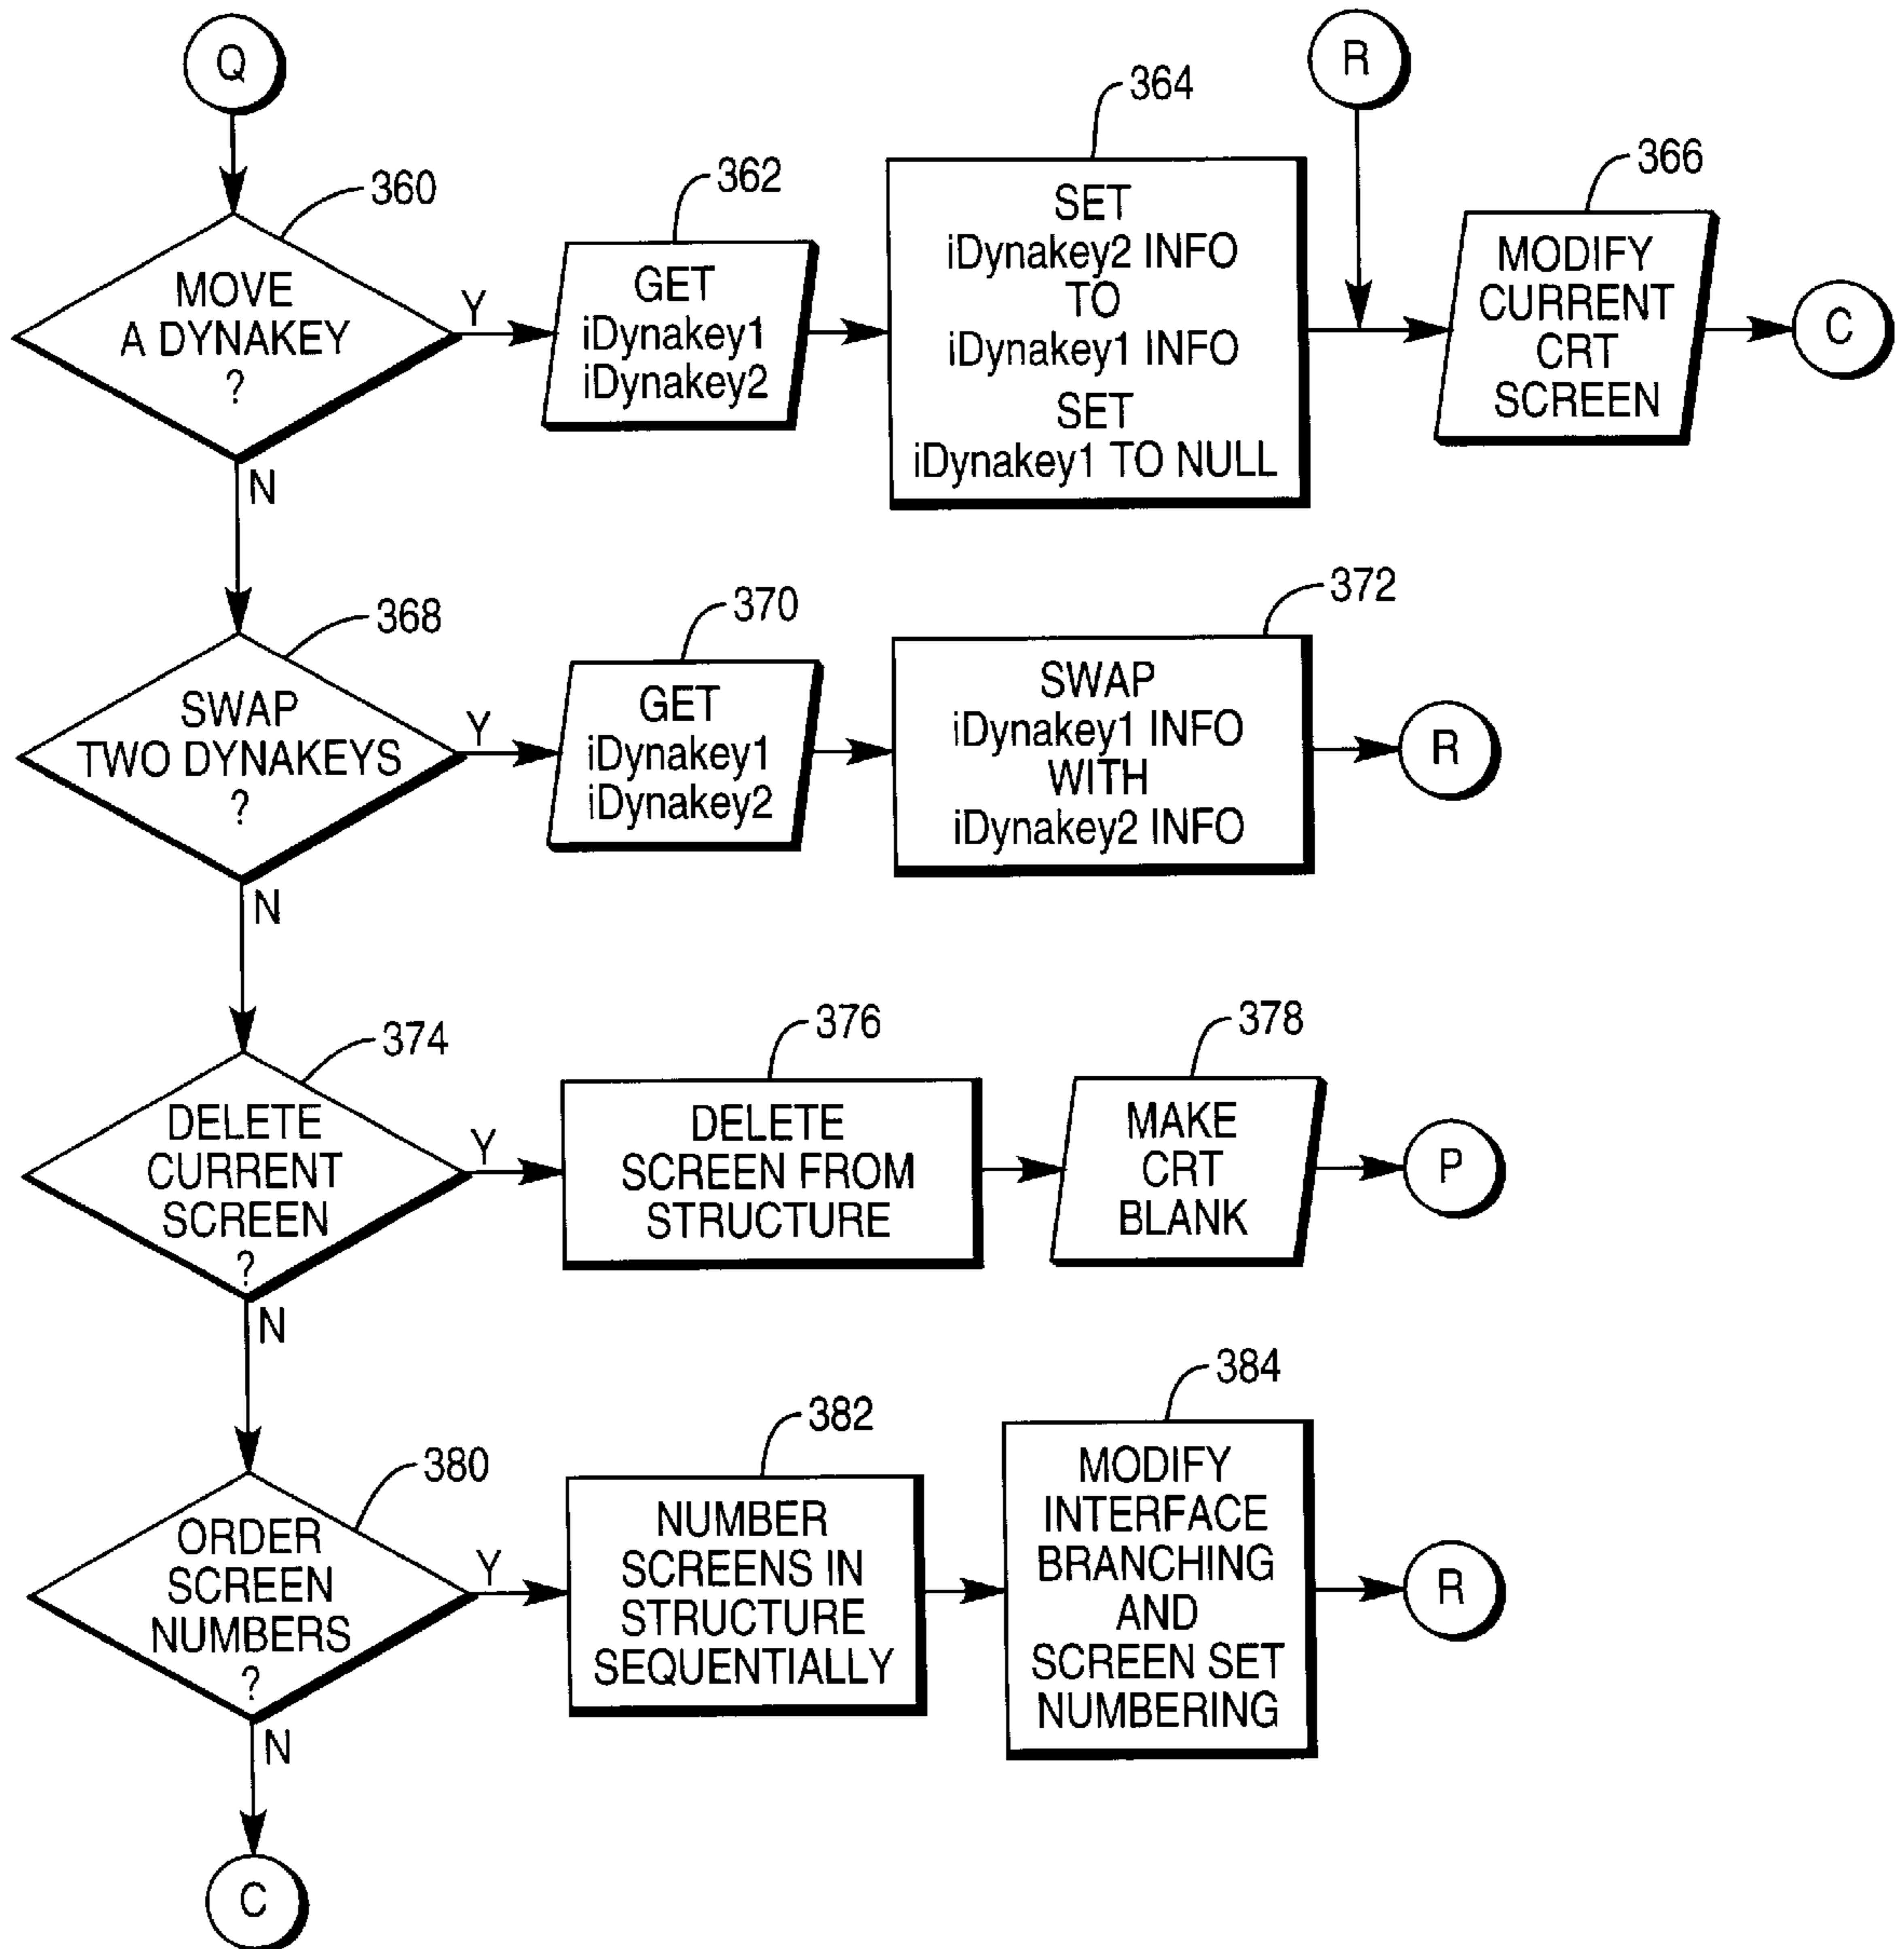 Q
R
364
362
366
360
MOVE
A DYNAKEY
?
Y
GET
iDynakey1
iDynakey2
SET
iDynakey2 INFO
TO
iDynakey1 INFO
SET
iDynakey1 TO NULL
MODIFY
CURRENT
CRT
SCREEN
C
N
368
370
372
SWAP
TWO DYNAKEYS
?
Y
GET
iDynakey1
iDynakey2
SWAP
iDynakey1 INFO
WITH
iDynakey2 INFO
R
N
374
376
378
DELETE
CURRENT
SCREEN
?
Y
DELETE
SCREEN FROM
STRUCTURE
MAKE
CRT
BLANK
P
N
380
382
384
ORDER
SCREEN
NUMBERS
?
Y
NUMBER
SCREENS IN
STRUCTURE
SEQUENTIALLY
MODIFY
INTERFACE
BRANCHING
AND
SCREEN SET
NUMBERING
R
N
C